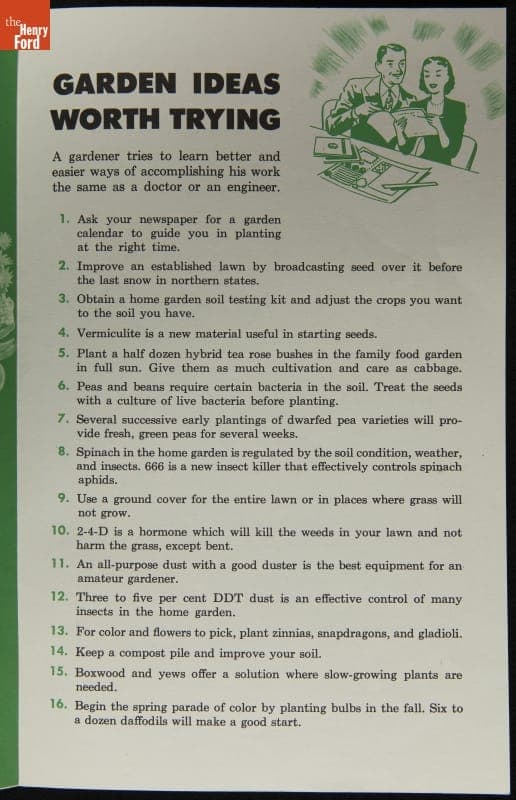 the
Henry
Ford
GARDEN IDEAS
WORTH TRYING
A gardener tries to learn better and
easier ways of accomplishing his work
the same as a doctor or an engineer.
1. Ask your newspaper for a garden
calendar to guide you in planting
at the right time.
2. Improve an established lawn by broadcasting seed over it before
the last snow in northern states.
3. Obtain a home garden soil testing kit and adjust the crops you want
to the soil you have.
4. Vermiculite is a new material useful in starting seeds.
5. Plant a half dozen hybrid tea rose bushes in the family food garden
in full sun. Give them as much cultivation and care as cabbage.
6. Peas and beans require certain bacteria in the soil. Treat the seeds
with a culture of live bacteria before planting.
7. Several successive early plantings of dwarfed pea varieties will pro-
vide fresh, green peas for several weeks.
8. Spinach in the home garden is regulated by the soil condition, weather,
and insects. 666 is a new insect killer that effectively controls spinach
aphids.
9. Use a ground cover for the entire lawn or in places where grass will
not grow.
10. 2-4-D is a hormone which will kill the weeds in your lawn and not
harm the grass, except bent.
11. An all-purpose dust with a good duster is the best equipment for an
amateur gardener.
12. Three to five per cent DDT dust is an effective control of many
insects in the home garden.
13. For color and flowers to pick, plant zinnias, snapdragons, and gladioli.
14. Keep a compost pile and improve your soil.
15. Boxwood and yews offer a solution where slow-growing plants are
needed.
16. Begin the spring parade of color by planting bulbs in the fall. Six to
a dozen daffodils will make a good start.